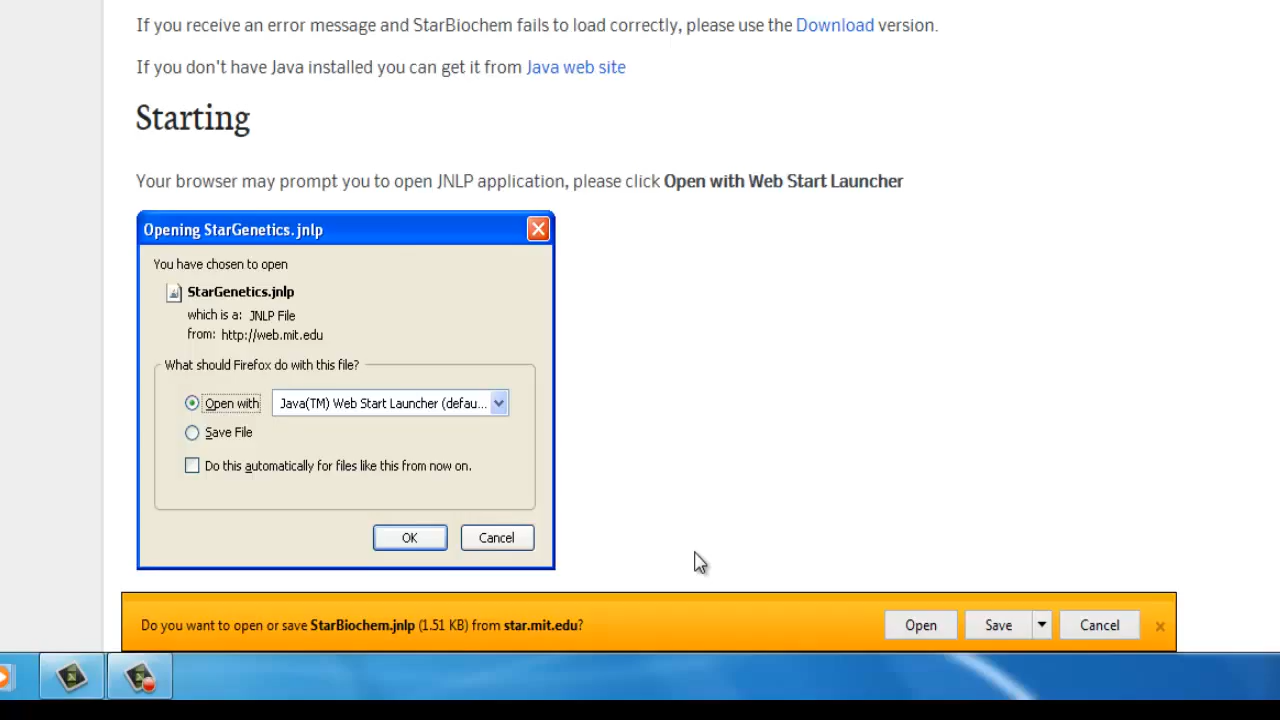 If you receive an error message and StarBiochem fails to load correctly, please use the Download version.
If you don't have Java installed you can get it from Java web site
Starting
Your browser may prompt you to open JNLP application, please click Open with Web Start Launcher
Opening StarGenetics.jnlp
You have chosen to open
StarGenetics.jnlp
which is a: JNLP File
from: http://web.mit.edu
What should Firefox do with this file?
Open with Java(TM) Web Start Launcher (defau...
Save File
Do this automatically for files like this from now on.
OK Cancel
Do you want to open or save StarBiochem.jnlp (1.51 KB) from star.mit.edu? Open Save Cancel